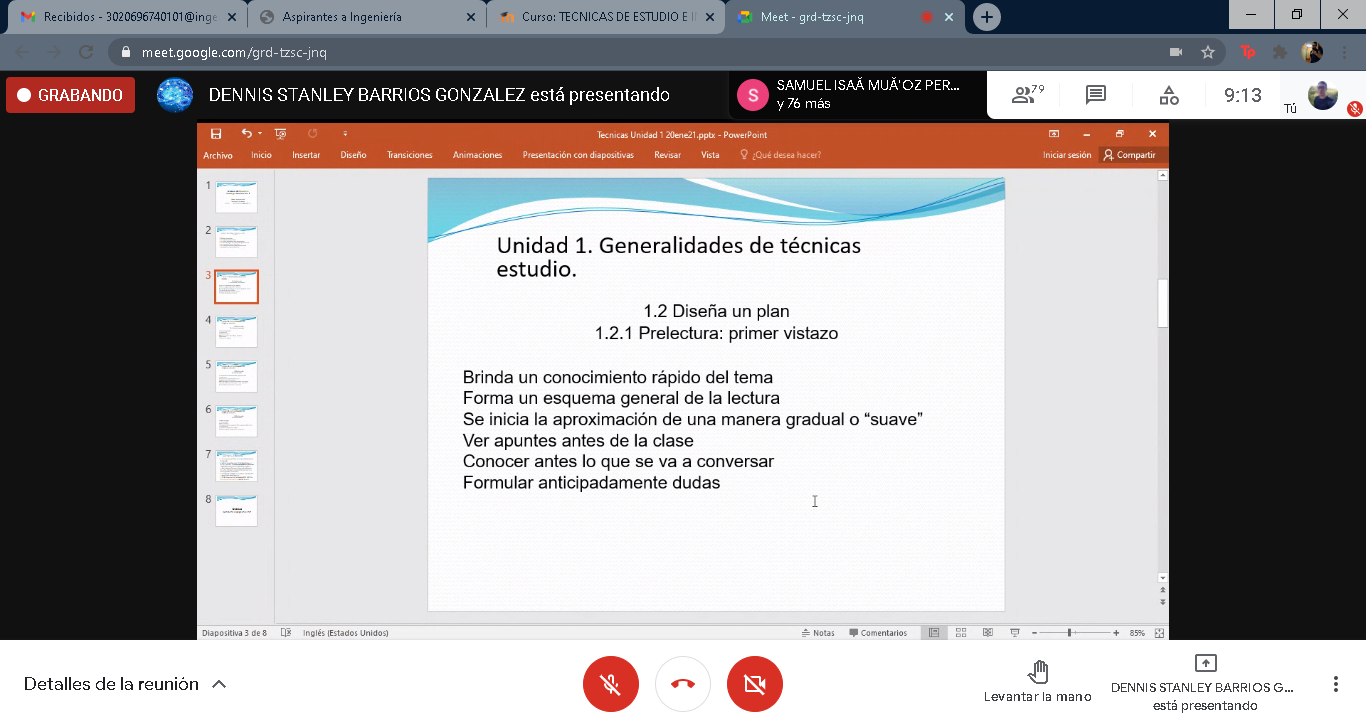 Recibidos - 3020696740101@inge
Aspirantes a Ingeniería
Curso: TECNICAS DE ESTUDIO E I
Meet - grd-tzsc-jnq
meet.google.com/grd-tzsc-jnq
GRABANDO
DENNIS STANLEY BARRIOS GONZALEZ está presentando
S
SAMUEL ISAÃ MUÃ'OZ PER...
y 76 más
79
9:13
Tú
Tecnicas Unidad 1 20ene21.pptx - PowerPoint
Archivo Inicio Insertar Diseño Transiciones Animaciones Presentación con diapositivas Revisar Vista ¿Qué desea hacer? Iniciar sesión Compartir
1
2
3
4
5
6
7
8
Unidad 1. Generalidades de técnicas
estudio.
1.2 Diseña un plan
1.2.1 Prelectura: primer vistazo
Brinda un conocimiento rápido del tema
Forma un esquema general de la lectura
Se inicia la aproximación de una manera gradual o “suave”
Ver apuntes antes de la clase
Conocer antes lo que se va a conversar
Formular anticipadamente dudas
Diapositiva 3 de 8 Inglés (Estados Unidos) Notas Comentarios 85%
Detalles de la reunión
Levantar la mano
DENNIS STANLEY BARRIOS G...
está presentando